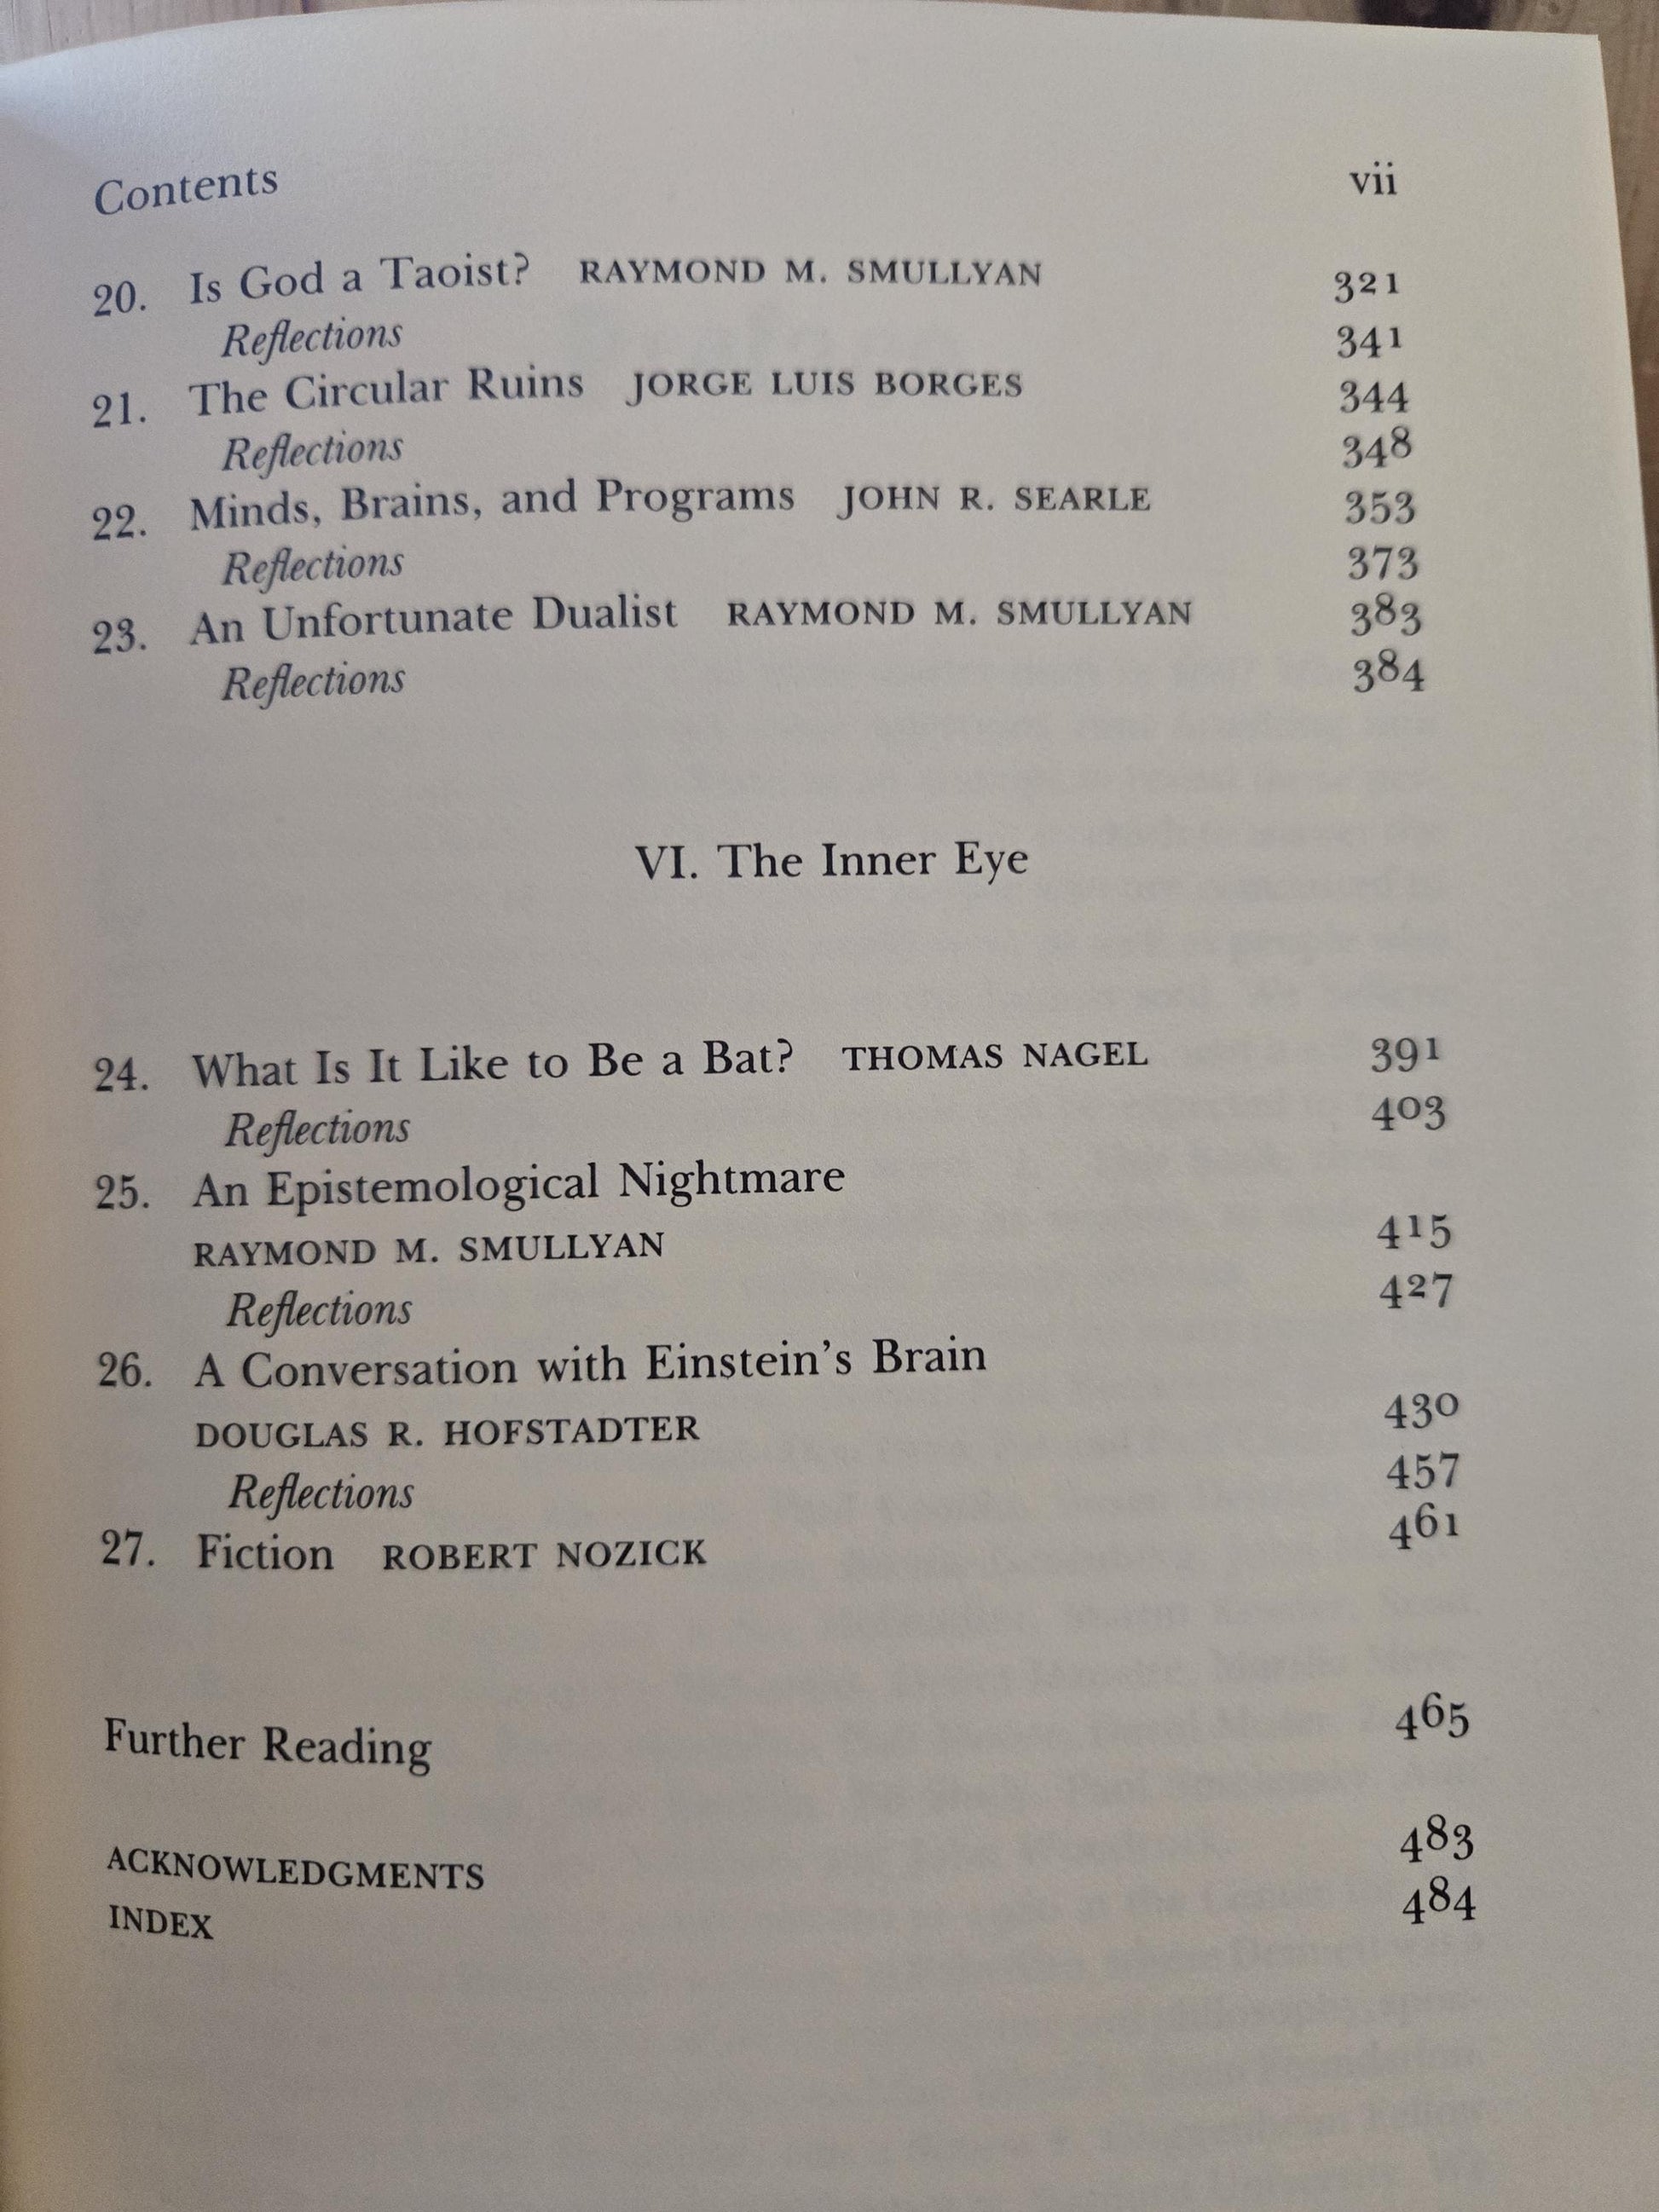 Contents vii
20. Is God a Taoist? RAYMOND M. SMULLYAN 321
Reflections 341
21. The Circular Ruins JORGE LUIS BORGES 344
Reflections 348
22. Minds, Brains, and Programs JOHN R. SEARLE 353
Reflections 373
23. An Unfortunate Dualist RAYMOND M. SMULLYAN 383
Reflections 384
VI. The Inner Eye
24. What Is It Like to Be a Bat? THOMAS NAGEL 391
Reflections 403
25. An Epistemological Nightmare
RAYMOND M. SMULLYAN 415
Reflections 427
26. A Conversation with Einstein's Brain
DOUGLAS R. HOFSTADTER 430
Reflections 457
27. Fiction ROBERT NOZICK 461
Further Reading 465
ACKNOWLEDGMENTS 483
INDEX 484